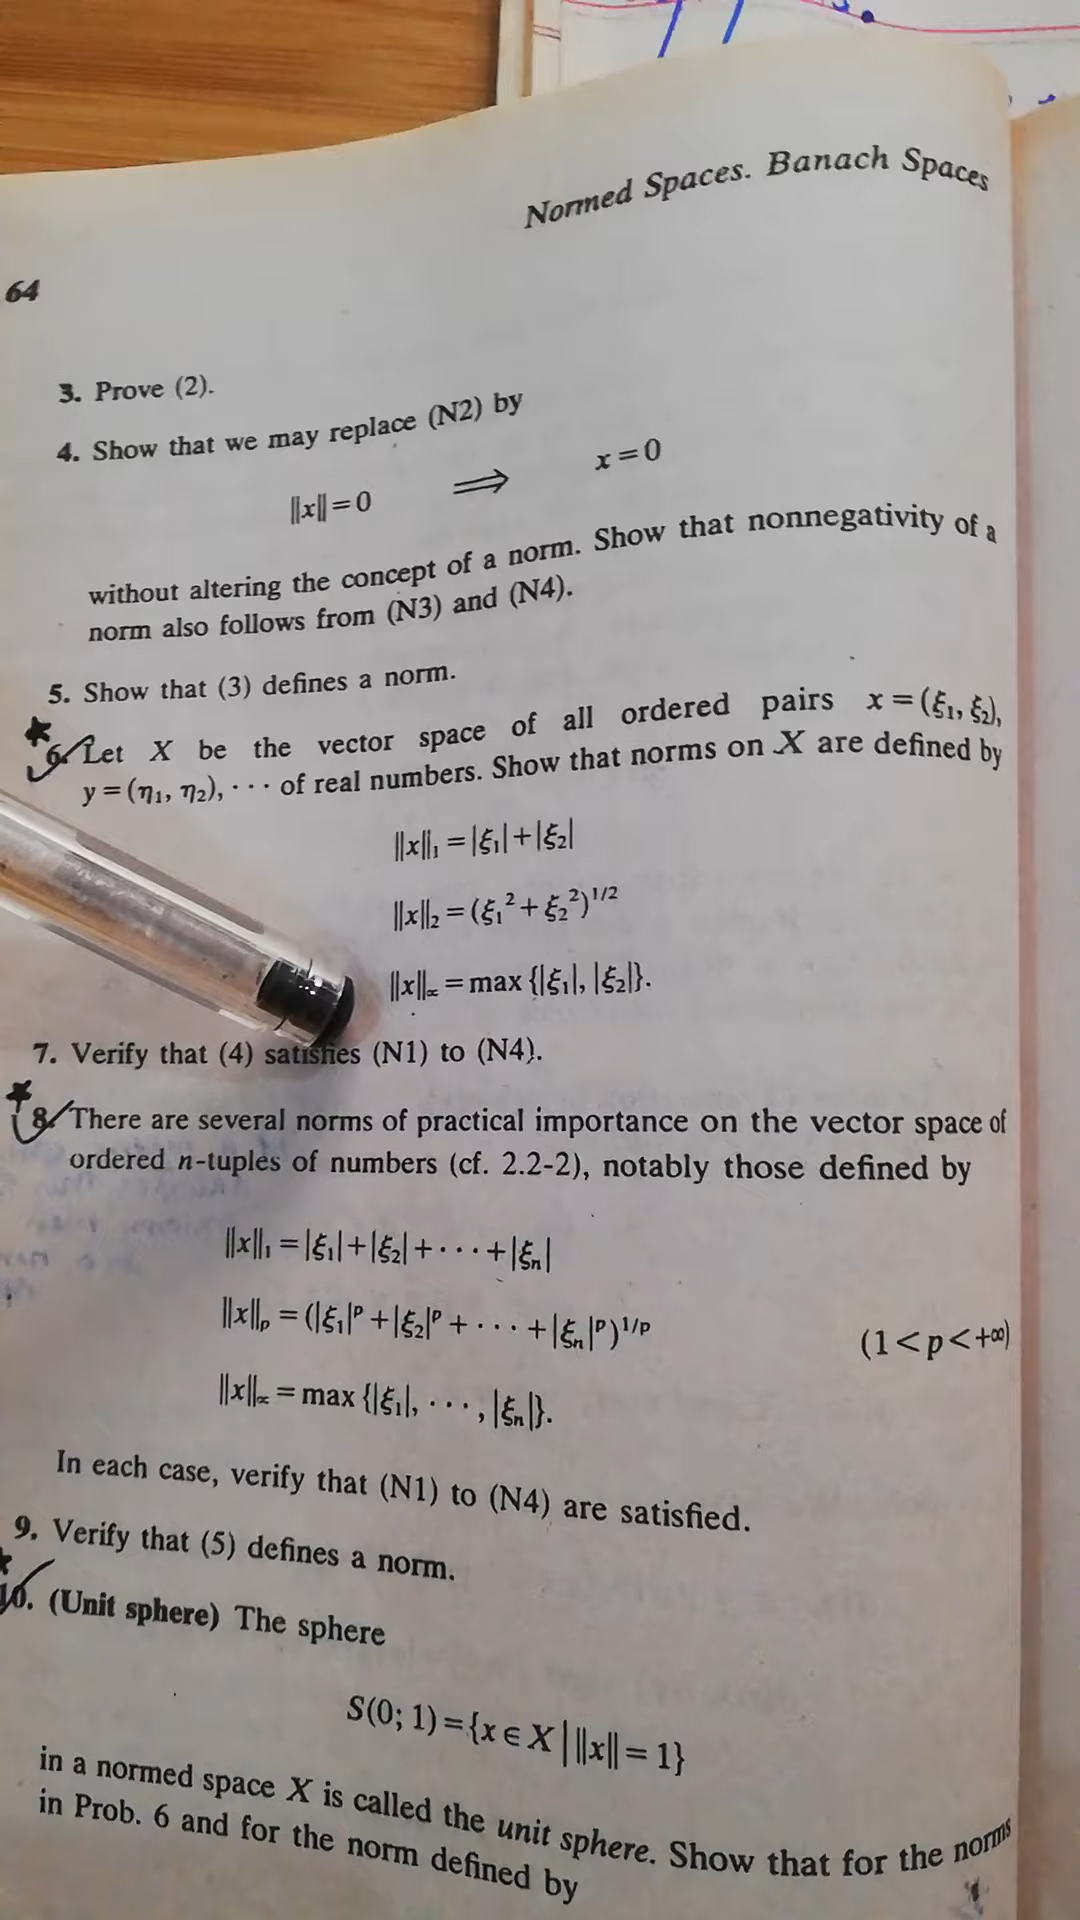 Normed Spaces. Banach Spaces
64
3. Prove (2).
4. Show that we may replace (N2) by
‖x‖=0 ⟹ x=0
without altering the concept of a norm. Show that nonnegativity of a
norm also follows from (N3) and (N4).
5. Show that (3) defines a norm.
6. Let X be the vector space of all ordered pairs x=(ξ₁, ξ₂),
y=(η₁, η₂), ··· of real numbers. Show that norms on X are defined by
‖x‖₁=|ξ₁|+|ξ₂|
‖x‖₂=(ξ₁²+ξ₂²)^1/2
‖x‖∞=max {|ξ₁|, |ξ₂|}.
7. Verify that (4) satisfies (N1) to (N4).
8. There are several norms of practical importance on the vector space of
ordered n-tuples of numbers (cf. 2.2-2), notably those defined by
‖x‖₁=|ξ₁|+|ξ₂|+···+|ξₙ|
‖x‖ₚ=(|ξ₁|ᵖ+|ξ₂|ᵖ+···+|ξₙ|ᵖ)^1/p (1<p<+∞)
‖x‖∞=max {|ξ₁|, ···, |ξₙ|}.
In each case, verify that (N1) to (N4) are satisfied.
9. Verify that (5) defines a norm.
10. (Unit sphere) The sphere
S(0; 1)={x∈X | ‖x‖=1}
in a normed space X is called the unit sphere. Show that for the norms
in Prob. 6 and for the norm defined by